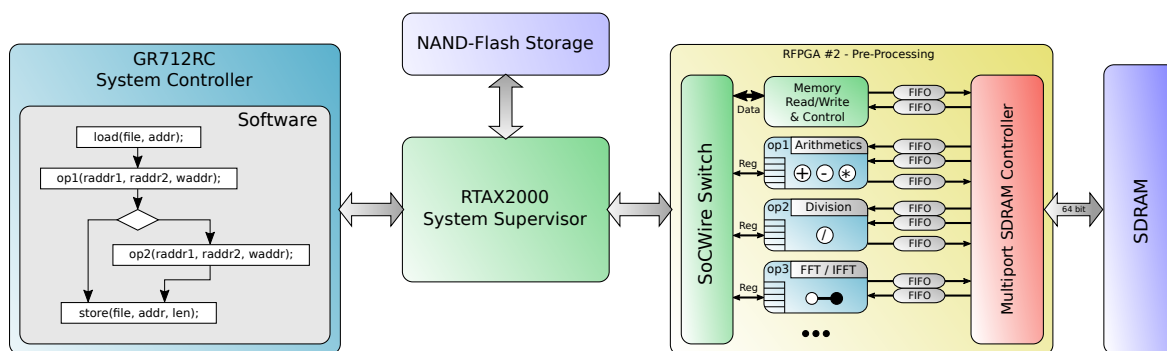 GR712RC
System Controller
Software
load(file, addr);
op1(raddr1, raddr2, waddr);
op2(raddr1, raddr2, waddr);
store(file, addr, len);
NAND-Flash Storage
RTAX2000
System Supervisor
RFPGA #2 - Pre-Processing
SoCWire Switch
Data
Memory
Read/Write
& Control
FIFO
FIFO
Reg
op1
Arithmetics
+ - *
FIFO
FIFO
FIFO
Reg
op2
Division
/
FIFO
FIFO
FIFO
Reg
op3
FFT / IFFT
FIFO
FIFO
Multiport SDRAM Controller
64 bit
SDRAM